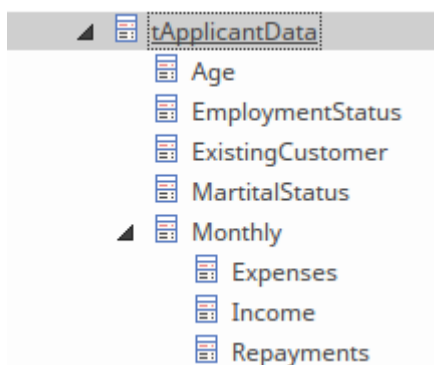 tApplicantData
Age
EmploymentStatus
ExistingCustomer
MartitalStatus
Monthly
Expenses
Income
Repayments